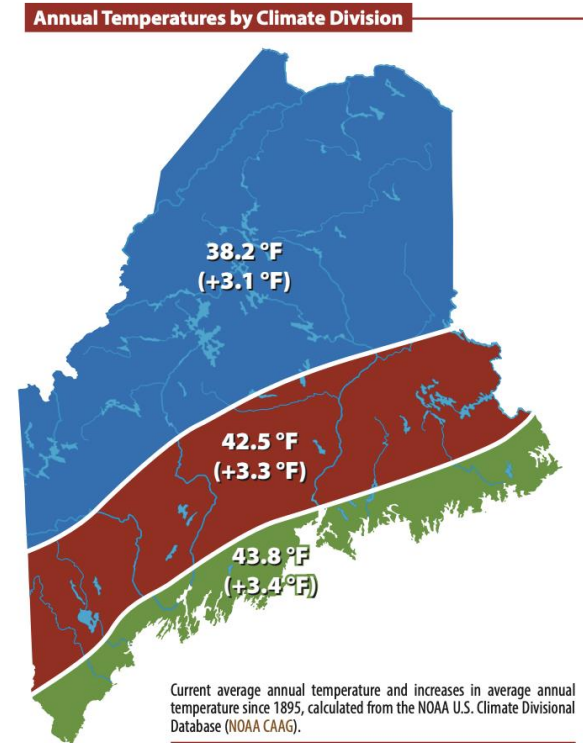 Annual Temperatures by Climate Division
38.2 °F
(+3.1 °F)
42.5 °F
(+3.3 °F)
43.8 °F
(+3.4 °F)
Current average annual temperature and increases in average annual
temperature since 1895, calculated from the NOAA U.S. Climate Divisional
Database (NOAA CAAG).